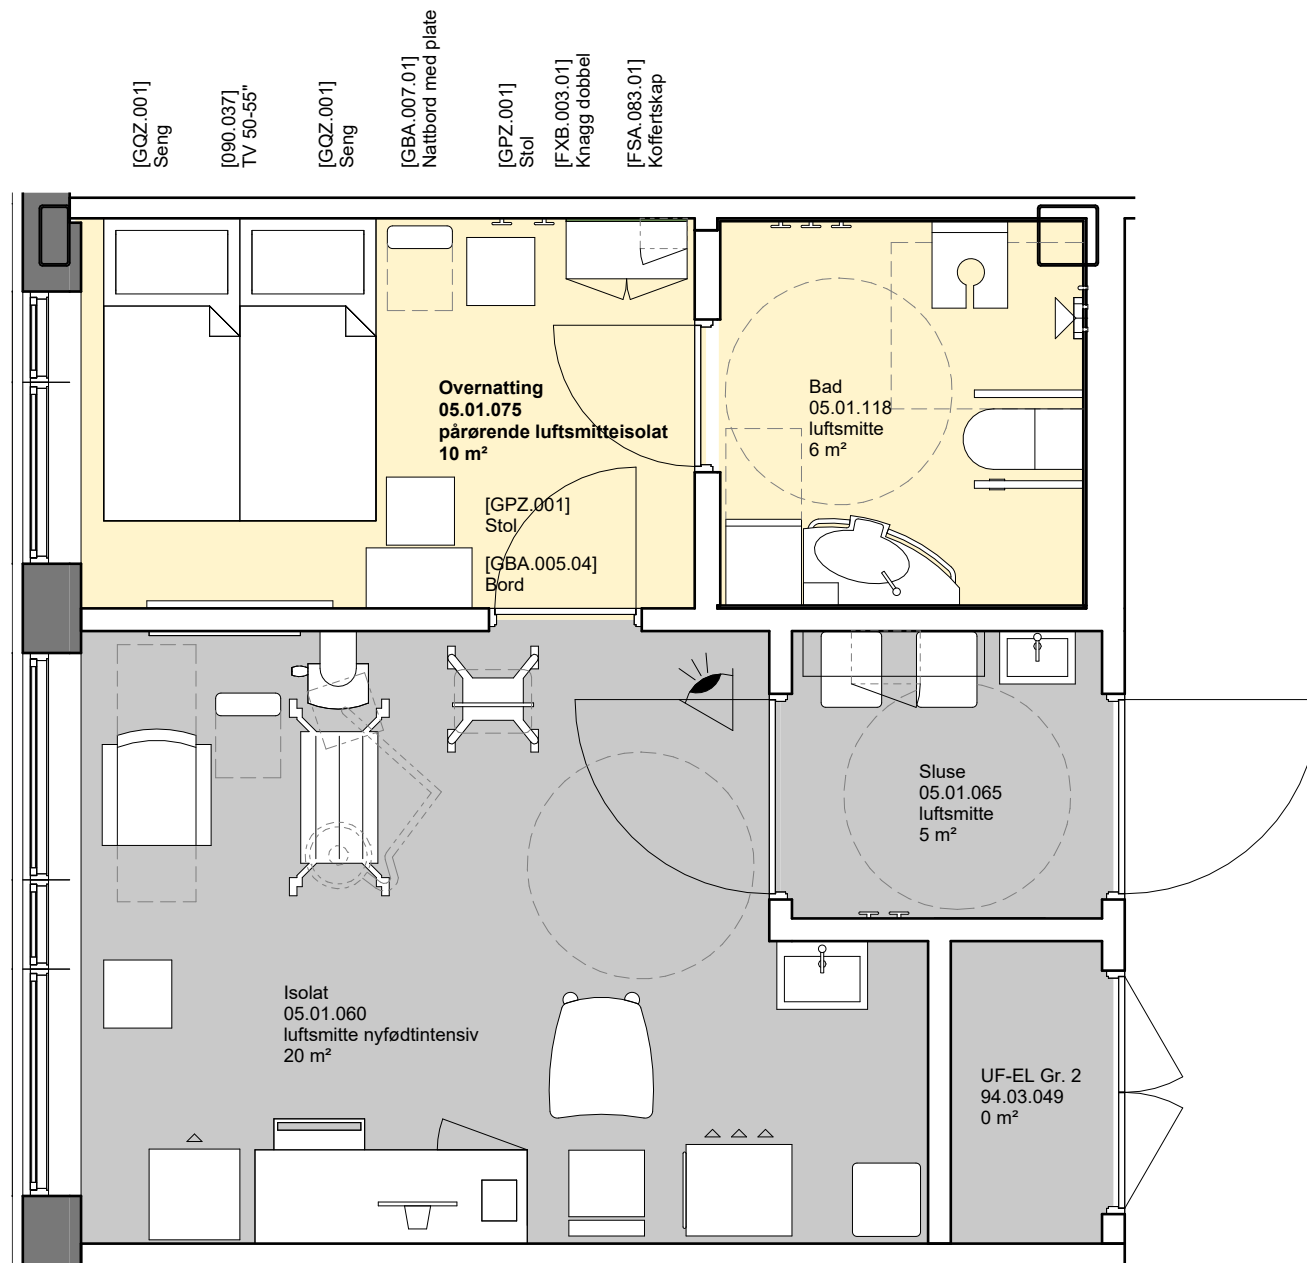 [GQZ.001]
Seng
[090.037]
TV 50-55"
[GQZ.001]
Seng
[GBA.007.01]
Nattbord med plate
[GPZ.001]
Stol
[FXB.003.01]
Knagg dobbel
[FSA.083.01]
Koffertskap
Overnatting
05.01.075
pårørende luftsmitteisolat
10 m²
Bad
05.01.118
luftsmitte
6 m²
[GPZ.001]
Stol
[GBA.005.04]
Bord
Sluse
05.01.065
luftsmitte
5 m²
Isolat
05.01.060
luftsmitte nyfødtintensiv
20 m²
UF-EL Gr. 2
94.03.049
0 m²